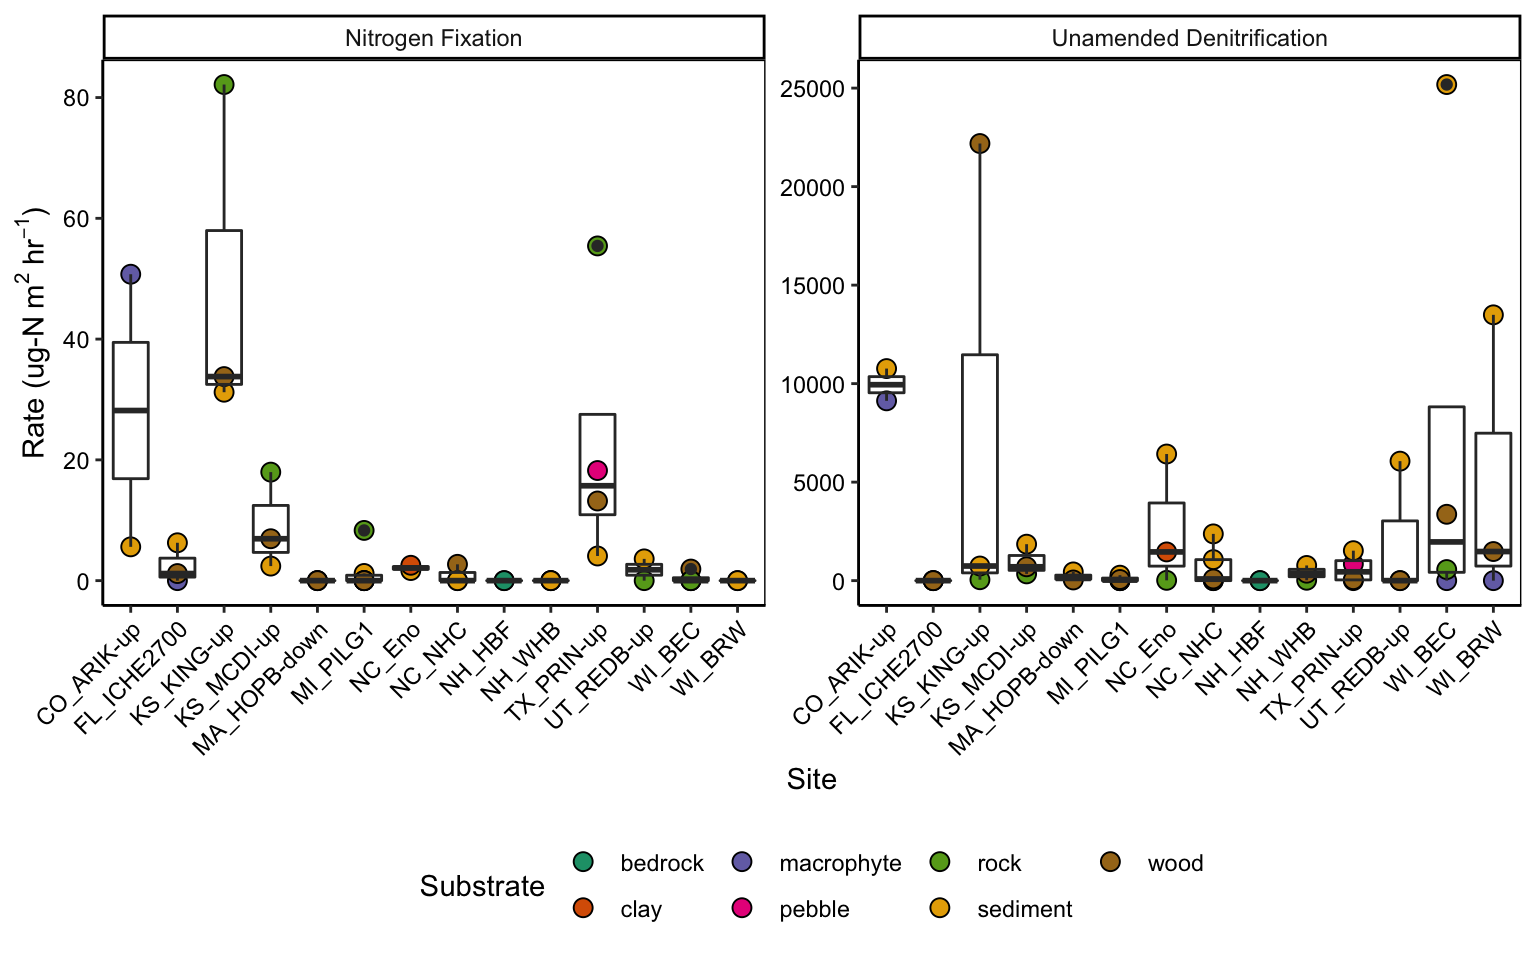 Nitrogen Fixation
Unamended Denitrification
Rate (ug-N m² hr⁻¹)
80
60
40
20
0
25000
20000
15000
10000
5000
0
CO_ARIK-up
FL_ICHE2700
KS_KING-up
KS_MCDI-up
MA_HOPB-down
MI_PILG1
NC_Eno
NC_NHC
NH_HBF
NH_WHB
TX_PRIN-up
UT_REDB-up
WI_BEC
WI_BRW
CO_ARIK-up
FL_ICHE2700
KS_KING-up
KS_MCDI-up
MA_HOPB-down
MI_PILG1
NC_Eno
NC_NHC
NH_HBF
NH_WHB
TX_PRIN-up
UT_REDB-up
WI_BEC
WI_BRW
Site
Substrate
bedrock
macrophyte
rock
wood
clay
pebble
sediment